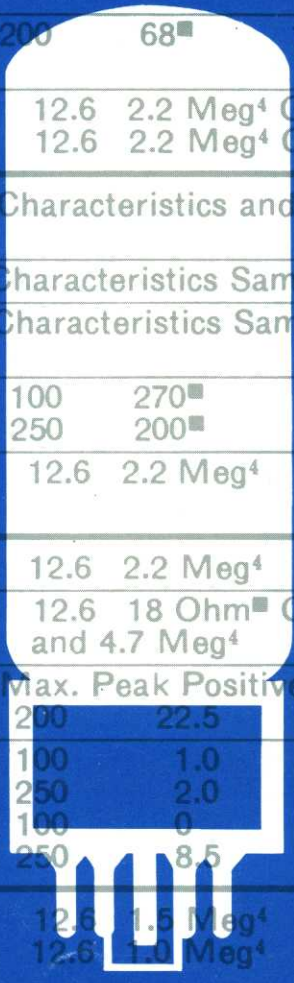 200 68■
12.6 2.2 Meg⁴
12.6 2.2 Meg⁴
Characteristics and
Characteristics Sam
Characteristics Sam
100 270■
250 200■
12.6 2.2 Meg⁴
12.6 2.2 Meg⁴
12.6 18 Ohm■
and 4.7 Meg⁴
Max. Peak Positive
200 22.5
100 1.0
250 2.0
100 0
250 8.5
12.6 1.5 Meg⁴
12.6 1.0 Meg⁴